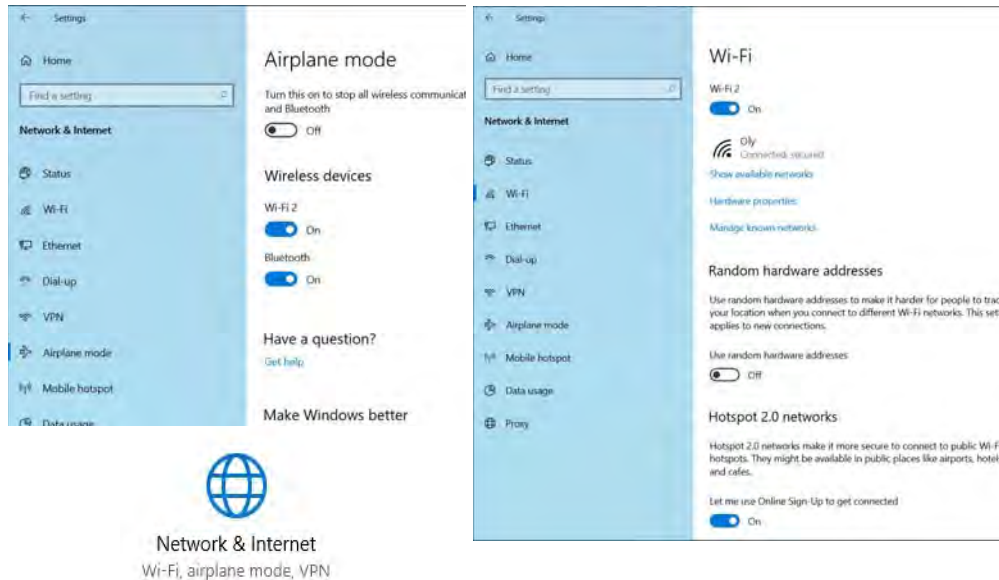 Settings
Home
Find a setting
Network & Internet
Status
Wi-Fi
Ethernet
Dial-up
VPN
Airplane mode
Mobile hotspot
Data usage
Airplane mode
Turn this on to stop all wireless communicat
and Bluetooth
Off
Wireless devices
Wi-Fi 2
On
Bluetooth
On
Have a question?
Get help
Make Windows better
Network & Internet
Wi-Fi, airplane mode, VPN
Settings
Home
Find a setting
Network & Internet
Status
Wi-Fi
Ethernet
Dial-up
VPN
Airplane mode
Mobile hotspot
Data usage
Proxy
Wi-Fi
Wi-Fi 2
On
Oly
Connected, secured
Show available networks
Hardware properties
Manage known networks
Random hardware addresses
Use random hardware addresses to make it harder for people to trac
your location when you connect to different Wi-Fi networks. This set
applies to new connections.
Use random hardware addresses
Off
Hotspot 2.0 networks
Hotspot 2.0 networks make it more secure to connect to public Wi-F
hotspots. They might be available in public places like airports, hotel
and cafes.
Let me use Online Sign-Up to get connected
On